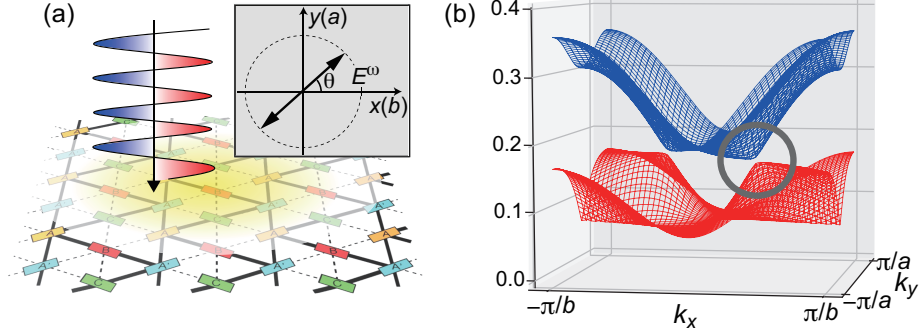 (a)
y(a)
E^ω
θ
x(b)
A
C
C
C
A'
B
B
A
A'
A
A
B
A'
B
A'
A'
C
C
(b)
0.4
0.3
0.2
0.1
0.0
−π/b
k_x
π/b
−π/a
k_y
π/a